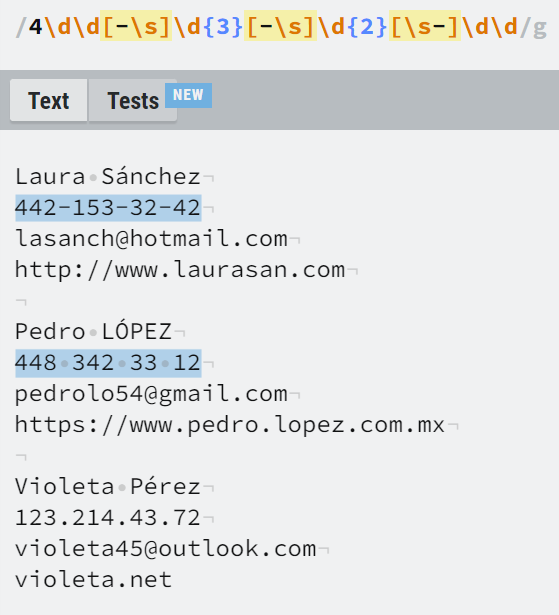 /4\d\d[-\s]\d{3}[-\s]\d{2}[\s-]\d\d/g
Text Tests NEW
Laura·Sánchez¬
442-153-32-42¬
lasanch@hotmail.com¬
http://www.laurasan.com¬
¬
Pedro·LÓPEZ¬
448·342·33·12¬
pedrolo54@gmail.com¬
https://www.pedro.lopez.com.mx¬
¬
Violeta·Pérez¬
123.214.43.72¬
violeta45@outlook.com¬
violeta.net